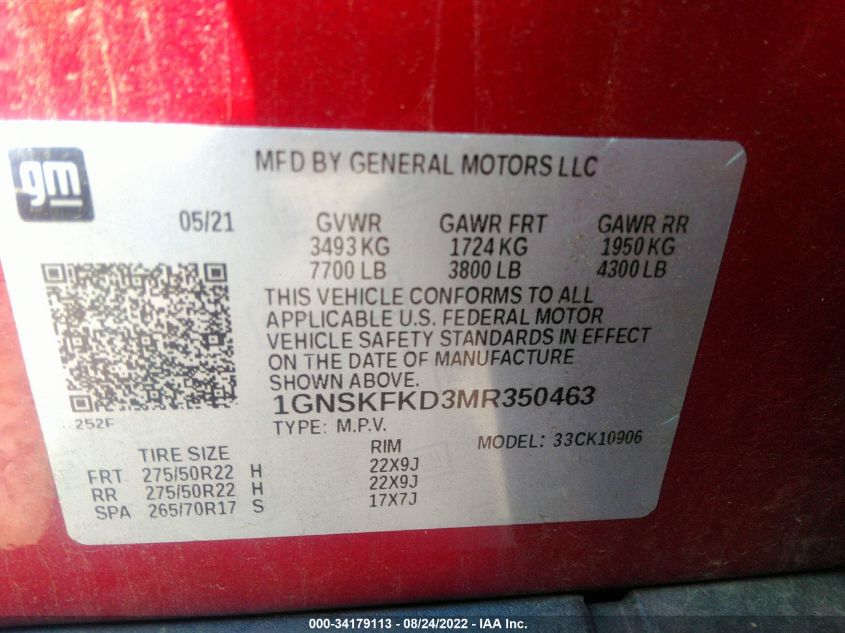 gm
MFD BY GENERAL MOTORS LLC
05/21 GVWR GAWR FRT GAWR RR
3493 KG 1724 KG 1950 KG
7700 LB 3800 LB 4300 LB
THIS VEHICLE CONFORMS TO ALL
APPLICABLE U.S. FEDERAL MOTOR
VEHICLE SAFETY STANDARDS IN EFFECT
ON THE DATE OF MANUFACTURE
SHOWN ABOVE.
1GNSKFKD3MR350463
252F
TYPE: M.P.V. MODEL: 33CK10906
TIRE SIZE RIM
FRT 275/50R22 H 22X9J
RR 275/50R22 H 22X9J
SPA 265/70R17 S 17X7J
000-34179113 - 08/24/2022 - IAA Inc.